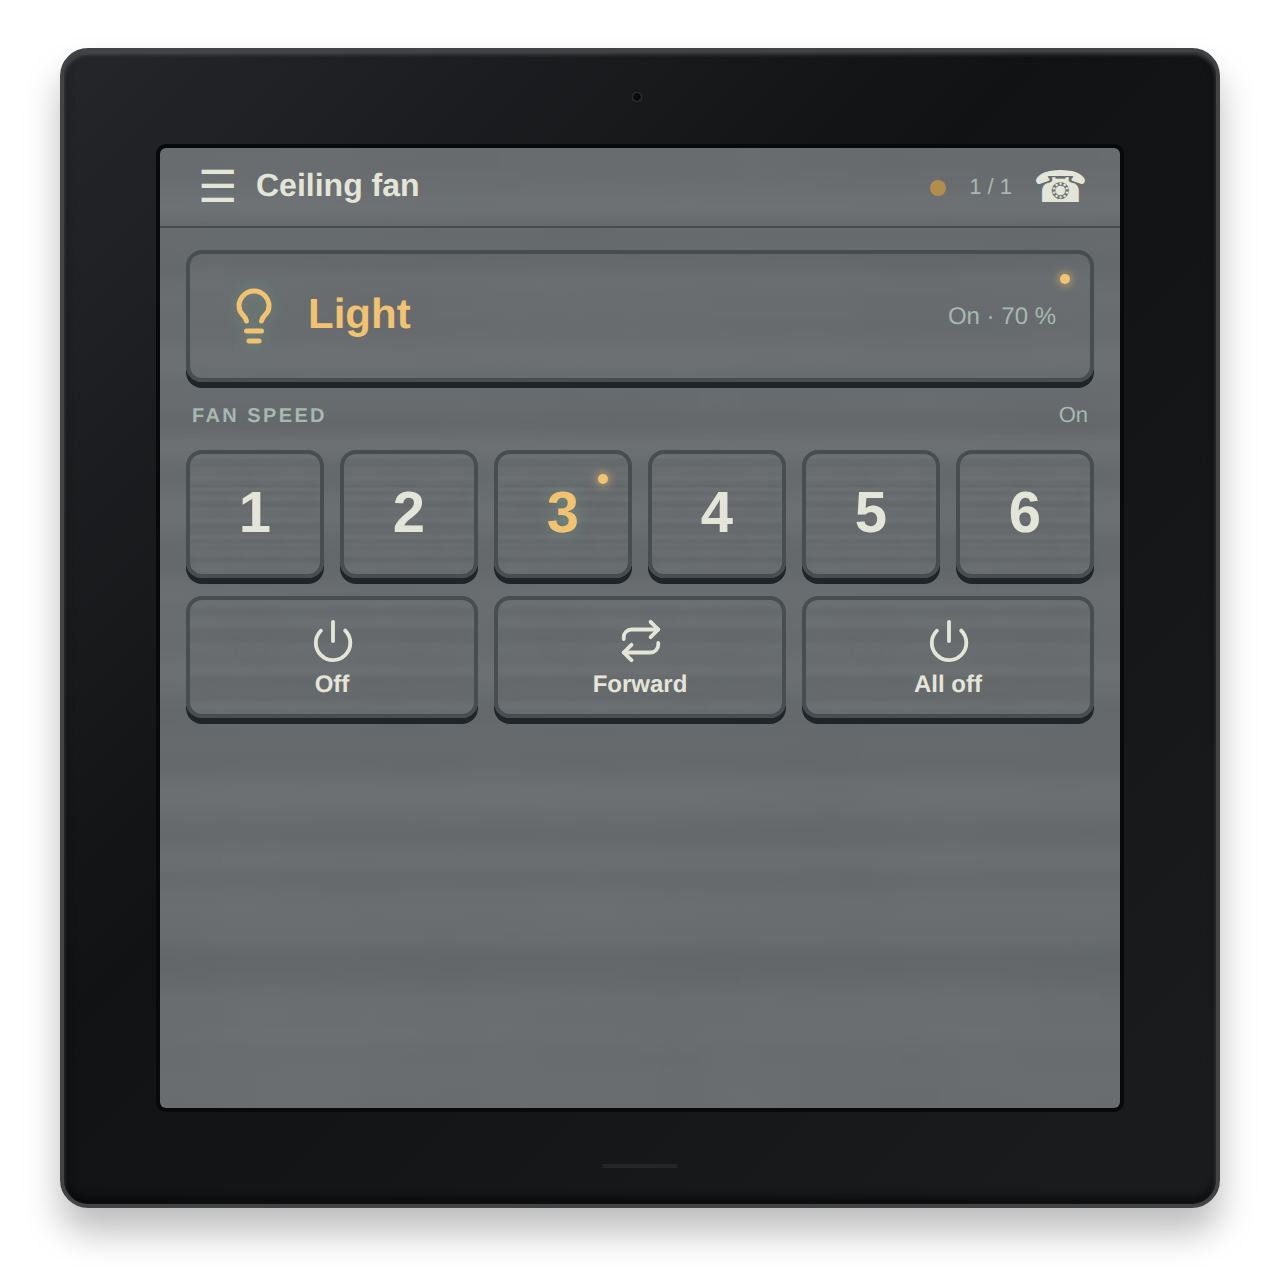 Ceiling fan 1 / 1
Light On · 70 %
FAN SPEED On
1 2 3 4 5 6
Off Forward All off